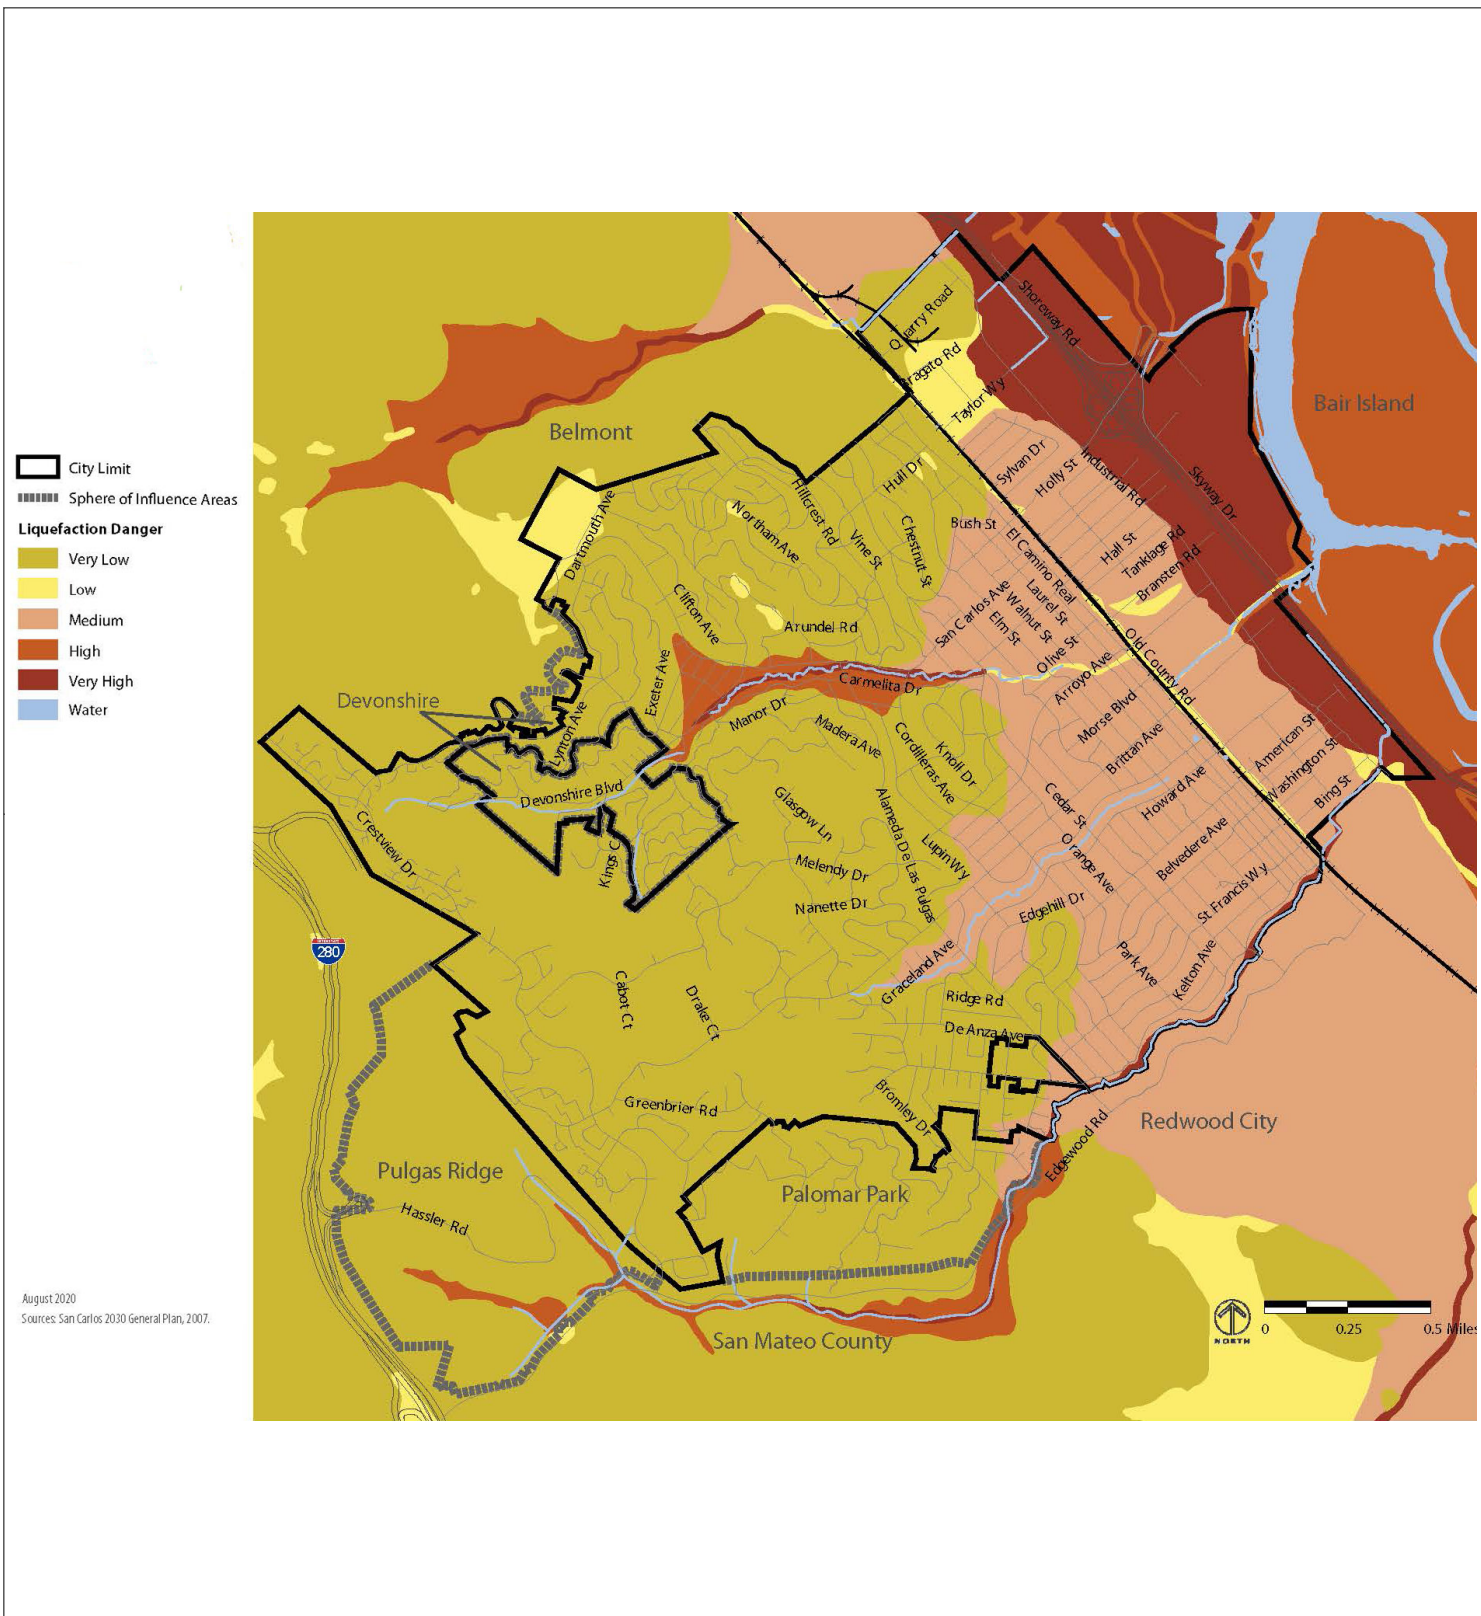 City Limit
Sphere of Influence Areas
Liquefaction Danger
Very Low
Low
Medium
High
Very High
Water
August 2020
Sources: San Carlos 2030 General Plan, 2007.
Quarry Road
Shoreway Rd
Bragato Rd
Taylor Wy
Bair Island
Belmont
Sylvan Dr
Holly St
Industrial Rd
Skyway Dr
Hull Dr
Hillcrest Rd
Northam Ave
Vine St
Chestnut St
Bush St
El Camino Real
Hall St
Tanklage Rd
Bransten Rd
Dartmouth Ave
Clifton Ave
Arundel Rd
San Carlos Ave
Laurel St
Walnut St
Elm St
Olive St
Arroyo Ave
Old County Rd
Exeter Ave
Carmelita Dr
Devonshire
Lynton Ave
Manor Dr
Madera Ave
Cordilleras Ave
Knoll Dr
Morse Blvd
Brittan Ave
American St
Washington St
Bing St
Devonshire Blvd
Crestview Dr
Kings C
Glasgow Ln
Alameda De Las Pulgas
Cedar St
Howard Ave
Orange Ave
Belvedere Ave
Lupin Wy
Melendy Dr
Nanette Dr
Edgehill Dr
St Francis Wy
INTERSTATE
280
Graceland Ave
Park Ave
Kelton Ave
Cabot Ct
Drake Ct
Ridge Rd
De Anza Ave
Greenbrier Rd
Bromley Dr
Edgewood Rd
Redwood City
Pulgas Ridge
Palomar Park
Hassler Rd
San Mateo County
NORTH
0
0.25
0.5 Miles